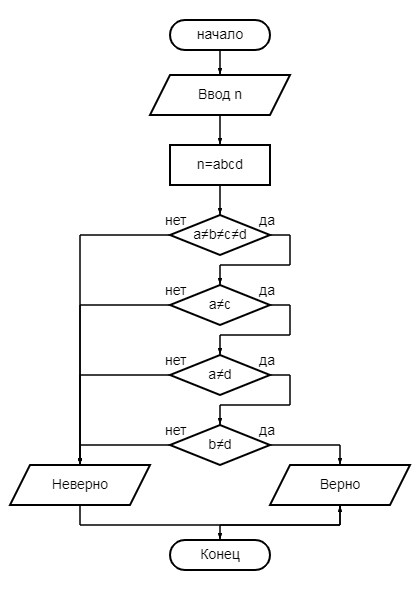 начало
Ввод n
n=abcd
нет
да
a≠b≠c≠d
нет
да
a≠c
нет
да
a≠d
нет
да
b≠d
Неверно
Верно
Конец